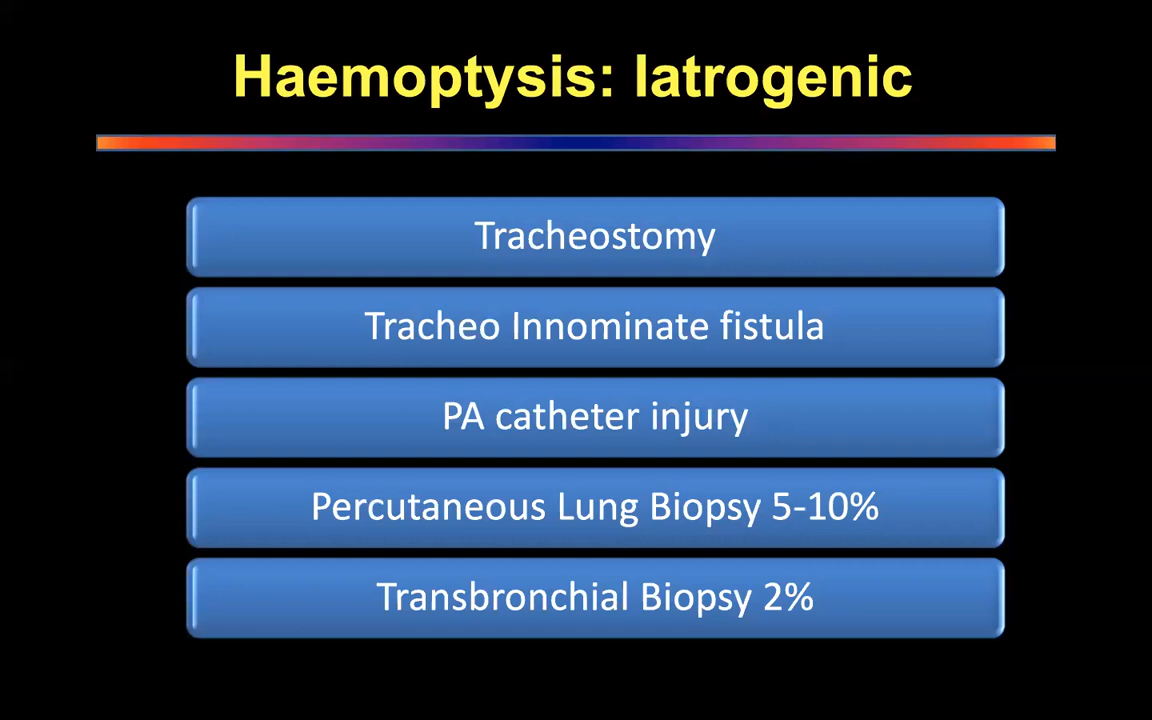 Haemoptysis: Iatrogenic
Tracheostomy
Tracheo Innominate fistula
PA catheter injury
Percutaneous Lung Biopsy 5-10%
Transbronchial Biopsy 2%